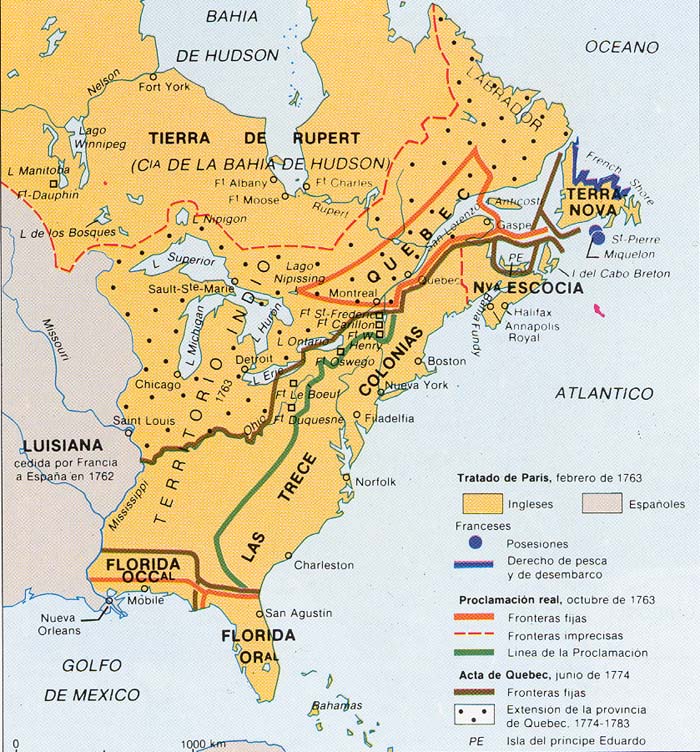 BAHIA
DE HUDSON
OCEANO
Nelson
Fort York
LABRADOR
Lago
Winnipeg
TIERRA DE RUPERT
(CIA DE LA BAHIA DE HUDSON)
L Manitoba
Ft Dauphin
Ft Albany
Ft Charles
Ft Moose
Rupert
French Shore
TERRA
NOVA
I Anticosti
L Nipigon
L de los Bosques
San Lorenzo
Gaspe
QUEBEC
St-Pierre
Miquelon
L Superior
Lago
Nipissing
PE
I del Cabo Breton
Sault-Ste-Marie
Quebec
Montreal
NVA ESCOCIA
L Michigan
L Huron
Ft St-Frederic
Ft Carillon
Ft W
Henry
Bahia Fundy
Halifax
Annapolis
Royal
Missouri
L Ontario
Ft Oswego
Detroit
L Erie
COLONIAS
Boston
Chicago
TERRITORIO INDIO
1763
Ft Le Boeuf
Nueva York
ATLANTICO
Ft Duquesne
Filadelfia
Saint Louis
Ohio
LUISIANA
cedida por Francia
a España en 1762
Mississippi
LAS TRECE
Norfolk
Charleston
FLORIDA
OCCAL
Mobile
Nueva
Orleans
San Agustin
FLORIDA
ORAL
GOLFO
DE MEXICO
Bahamas
0 1000 km
Tratado de Paris, febrero de 1763
Ingleses Españoles
Franceses
Posesiones
Derecho de pesca
y de desembarco
Proclamación real, octubre de 1763
Fronteras fijas
Fronteras imprecisas
Linea de la Proclamación
Acta de Quebec, junio de 1774
Fronteras fijas
Extensión de la provincia
de Quebec, 1774-1783
PE Isla del principe Eduardo